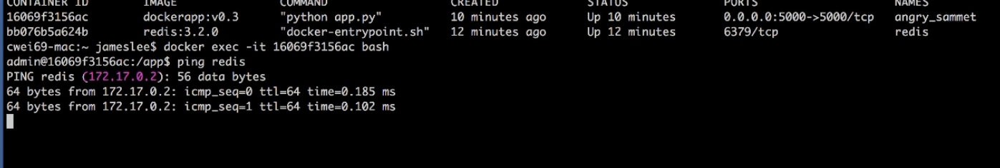 CONTAINER ID IMAGE COMMAND CREATED STATUS PORTS NAMES
16069f3156ac dockerapp:v0.3 "python app.py" 10 minutes ago Up 10 minutes 0.0.0.0:5000->5000/tcp angry_sammet
bb076b5a624b redis:3.2.0 "docker-entrypoint.sh" 12 minutes ago Up 12 minutes 6379/tcp redis
cwei69-mac:~ jameslee$ docker exec -it 16069f3156ac bash
admin@16069f3156ac:/app$ ping redis
PING redis (172.17.0.2): 56 data bytes
64 bytes from 172.17.0.2: icmp_seq=0 ttl=64 time=0.185 ms
64 bytes from 172.17.0.2: icmp_seq=1 ttl=64 time=0.102 ms